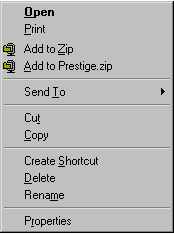 Open
Print
Add to Zip
Add to Prestige.zip
Send To
Cut
Copy
Create Shortcut
Delete
Rename
Properties